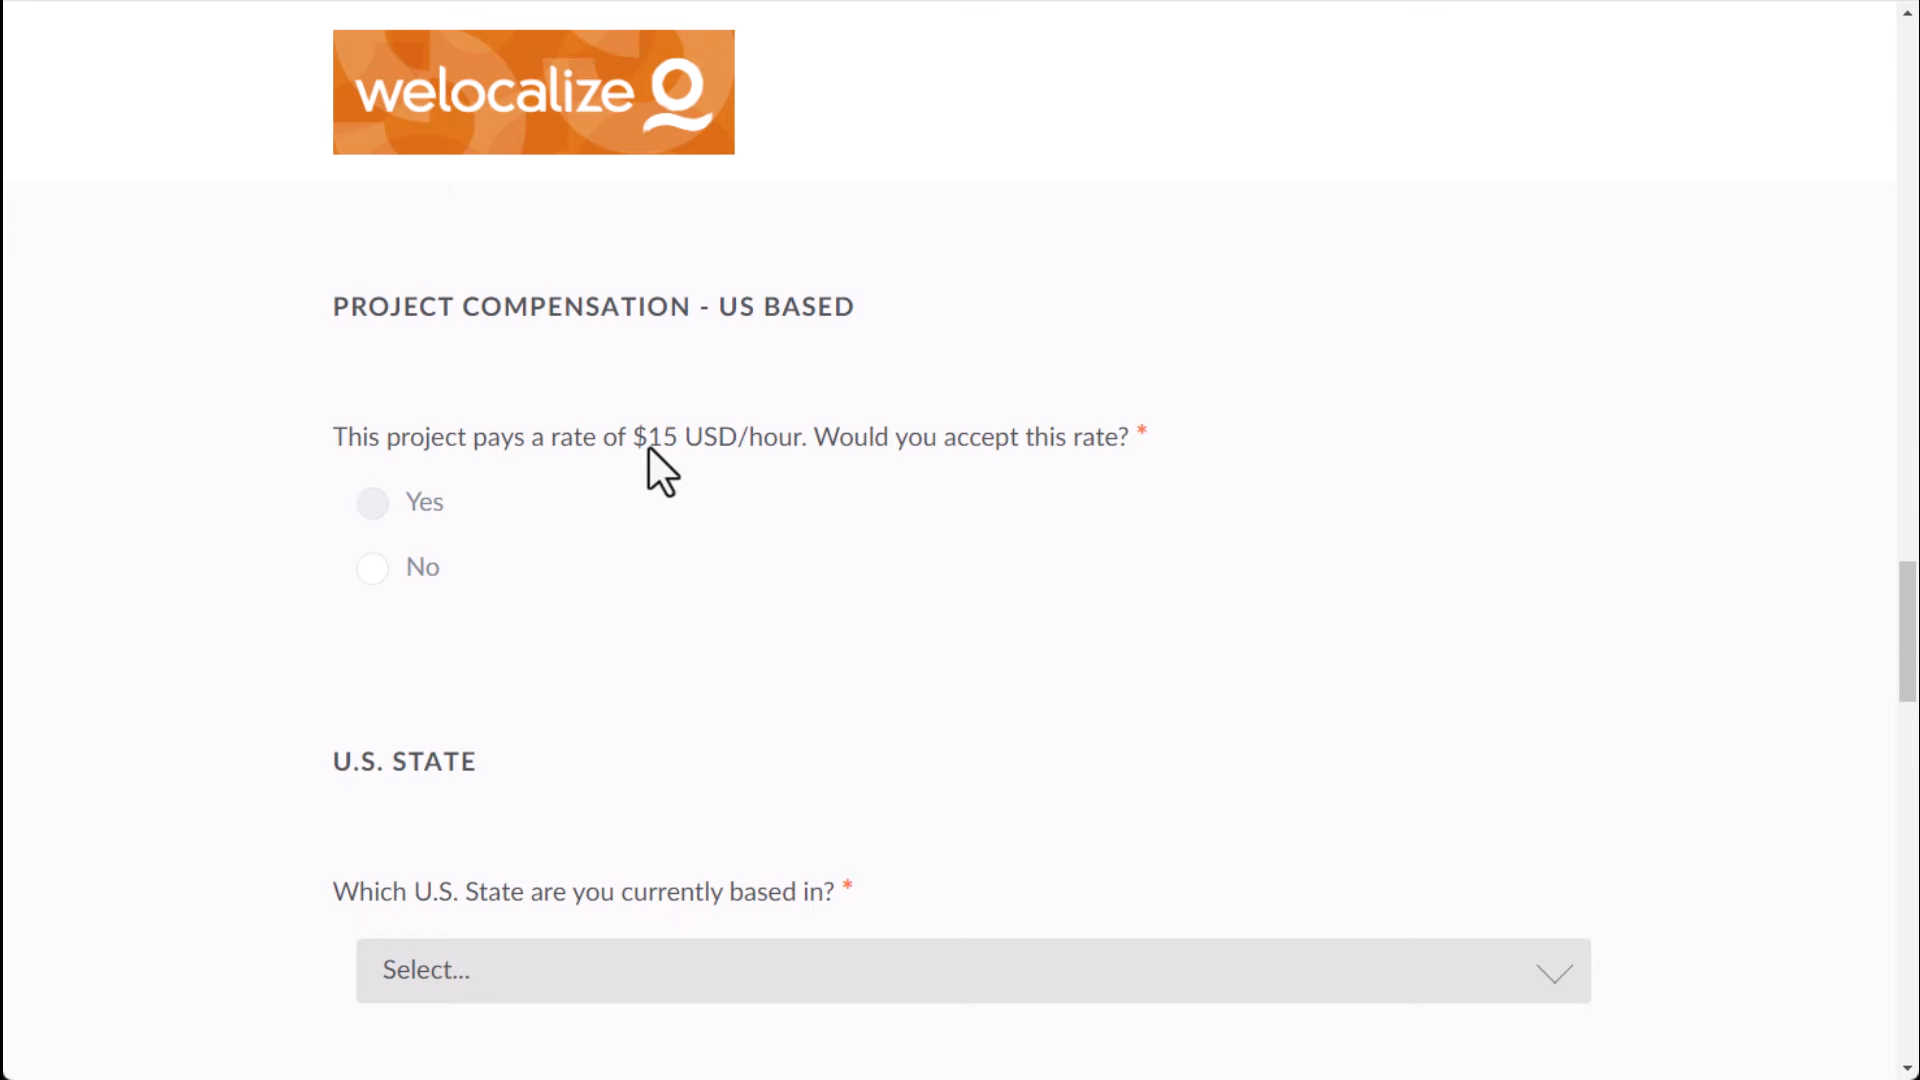 welocalize
PROJECT COMPENSATION - US BASED
This project pays a rate of $15 USD/hour. Would you accept this rate? *
Yes
No
U.S. STATE
Which U.S. State are you currently based in? *
Select...